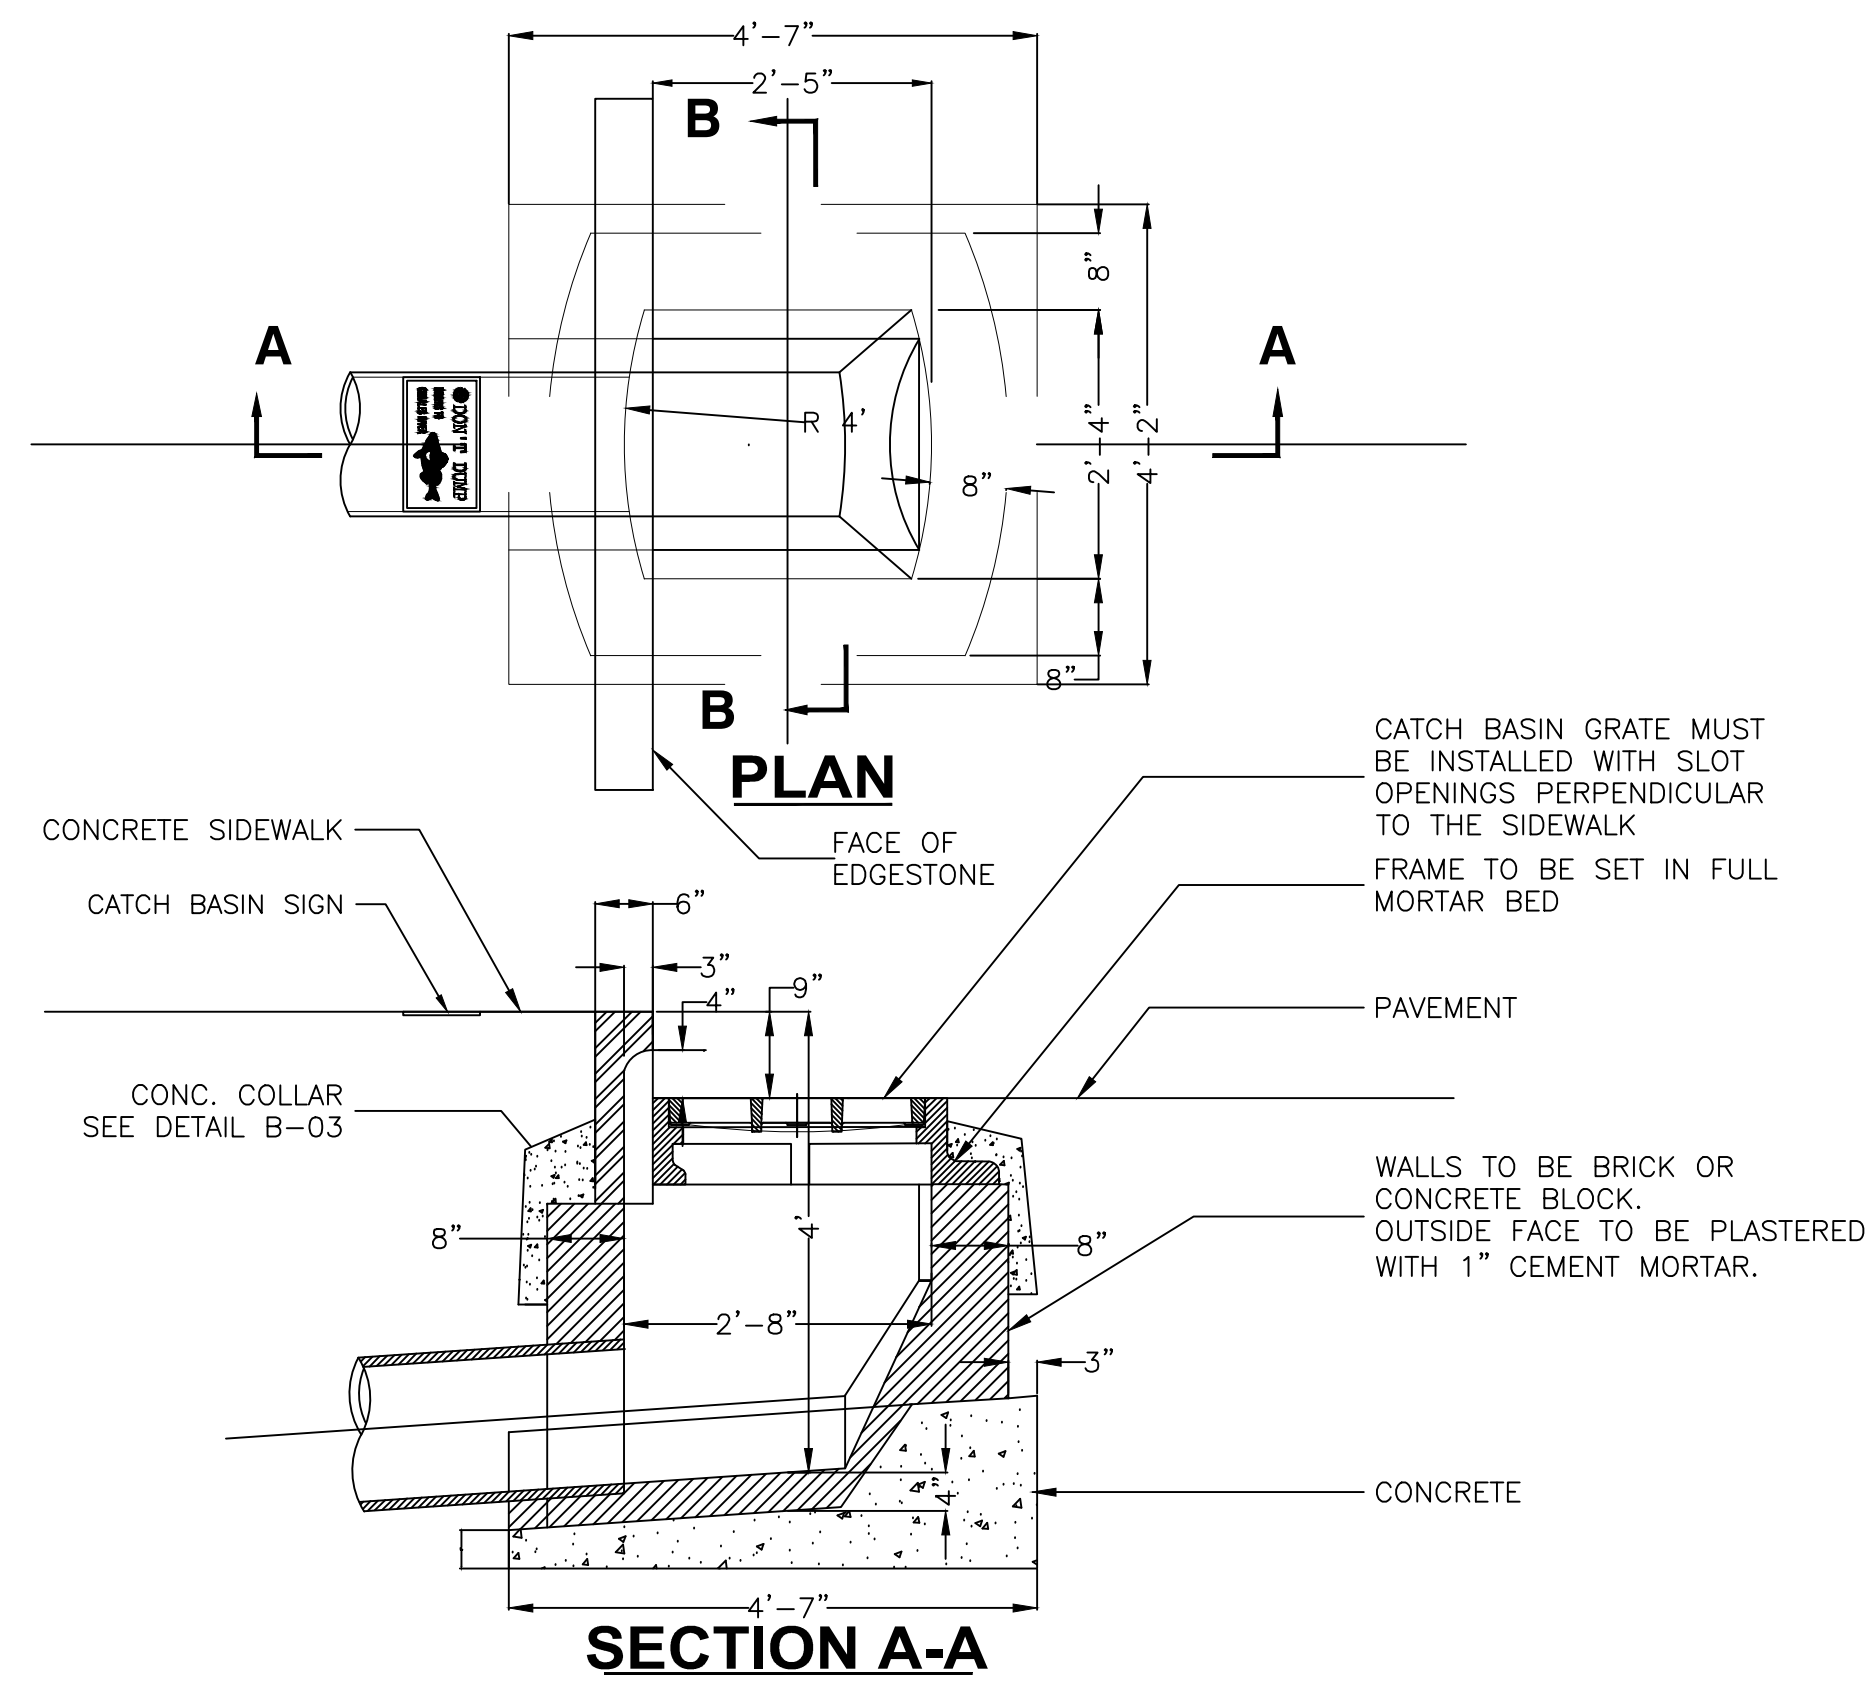 4'-7"
2'-5"
B
8"
A
A
DON'T DUMP
R 4'
2'-4"
4'-2"
8"
8"
B
PLAN
FACE OF
EDGESTONE
CONCRETE SIDEWALK
CATCH BASIN SIGN
CATCH BASIN GRATE MUST
BE INSTALLED WITH SLOT
OPENINGS PERPENDICULAR
TO THE SIDEWALK
FRAME TO BE SET IN FULL
MORTAR BED
6"
3"
4"
9"
PAVEMENT
CONC. COLLAR
SEE DETAIL B-03
WALLS TO BE BRICK OR
CONCRETE BLOCK.
OUTSIDE FACE TO BE PLASTERED
WITH 1" CEMENT MORTAR.
8"
4'
8"
2'-8"
3"
4"
CONCRETE
4'-7"
SECTION A-A